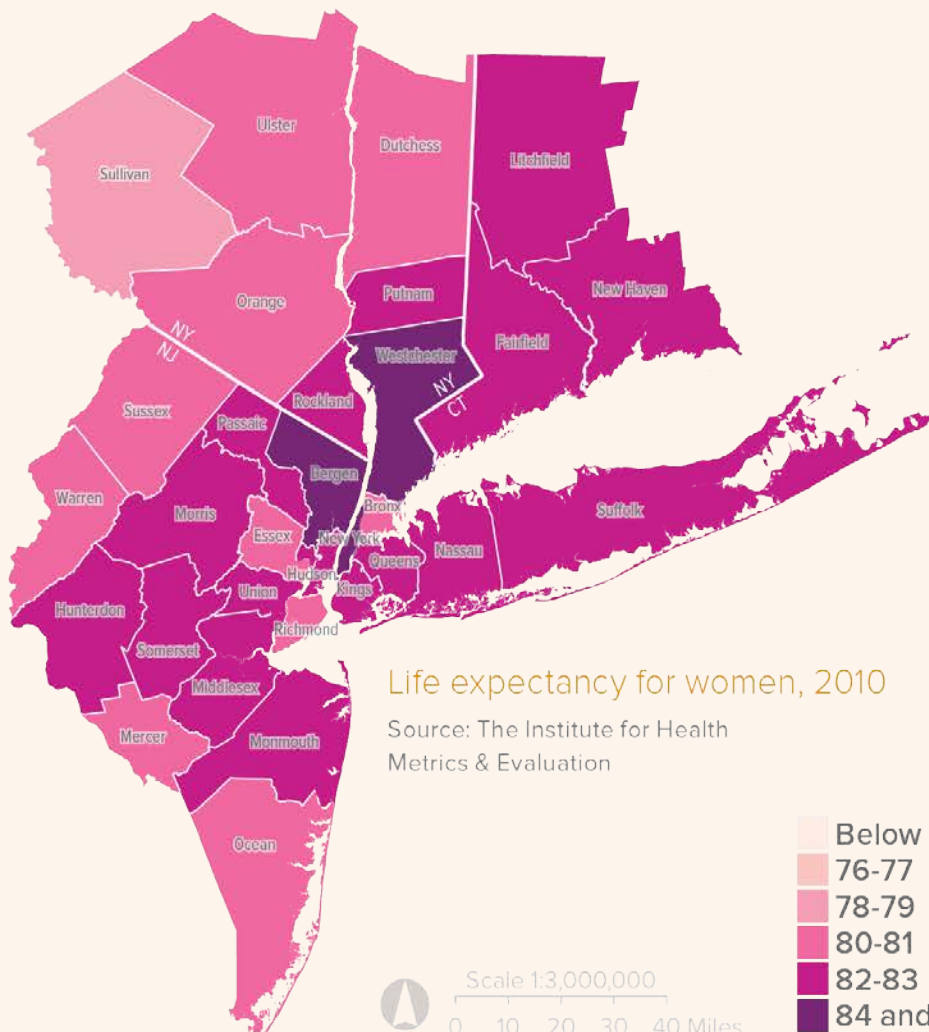 Ulster
Dutchess
Litchfield
Sullivan
New Haven
Putnam
Orange
Fairfield
Westchester
NY
NJ
NY
CT
Rockland
Sussex
Passaic
Bergen
Warren
Bronx
Suffolk
Morris
Essex
New York
Nassau
Queens
Hudson
Kings
Union
Hunterdon
Richmond
Somerset
Middlesex
Mercer
Monmouth
Ocean
Life expectancy for women, 2010
Source: The Institute for Health
Metrics & Evaluation
Below
76-77
78-79
80-81
82-83
84 and
Scale 1:3,000,000
0 10 20 30 40 Miles